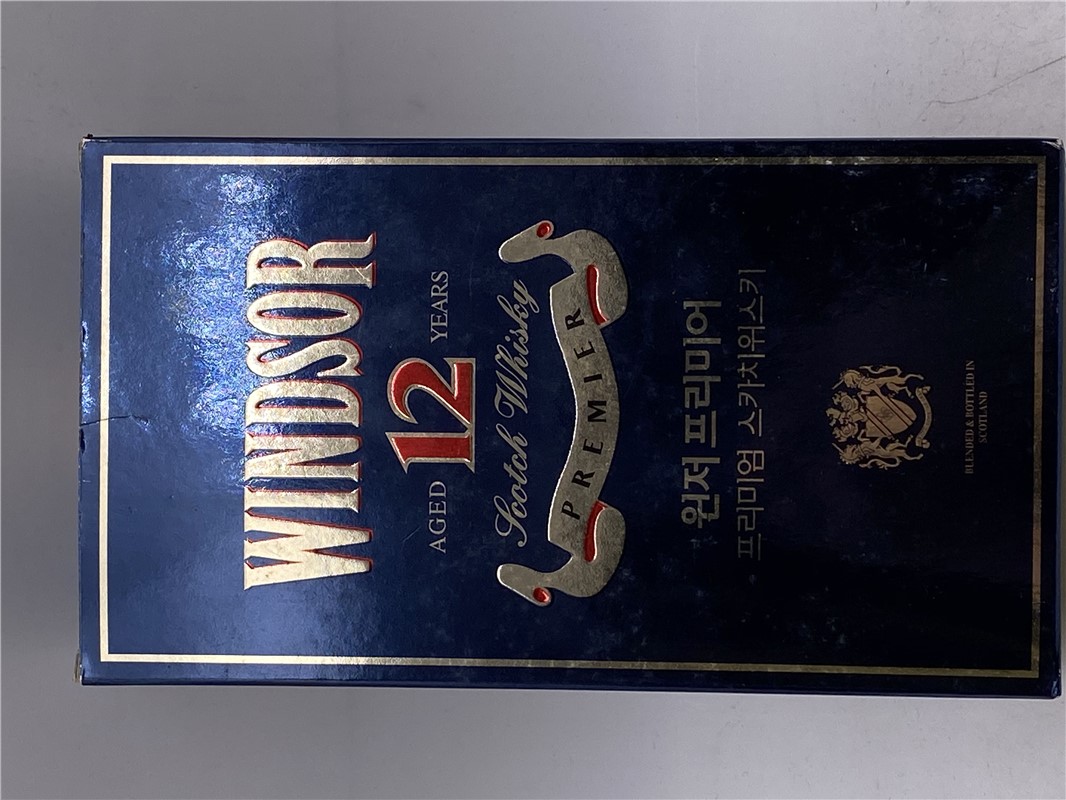 WINDSOR
AGED 12 YEARS
Scotch Whisky
PREMIER
윈저 프리미어
프리미엄 스카치위스키
BLENDED & BOTTLED IN
SCOTLAND